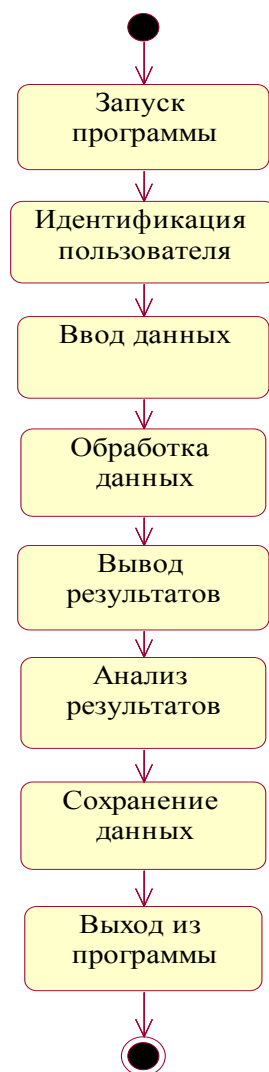 Запуск
программы
Идентификация
пользователя
Ввод данных
Обработка
данных
Вывод
результатов
Анализ
результатов
Сохранение
данных
Выход из
программы